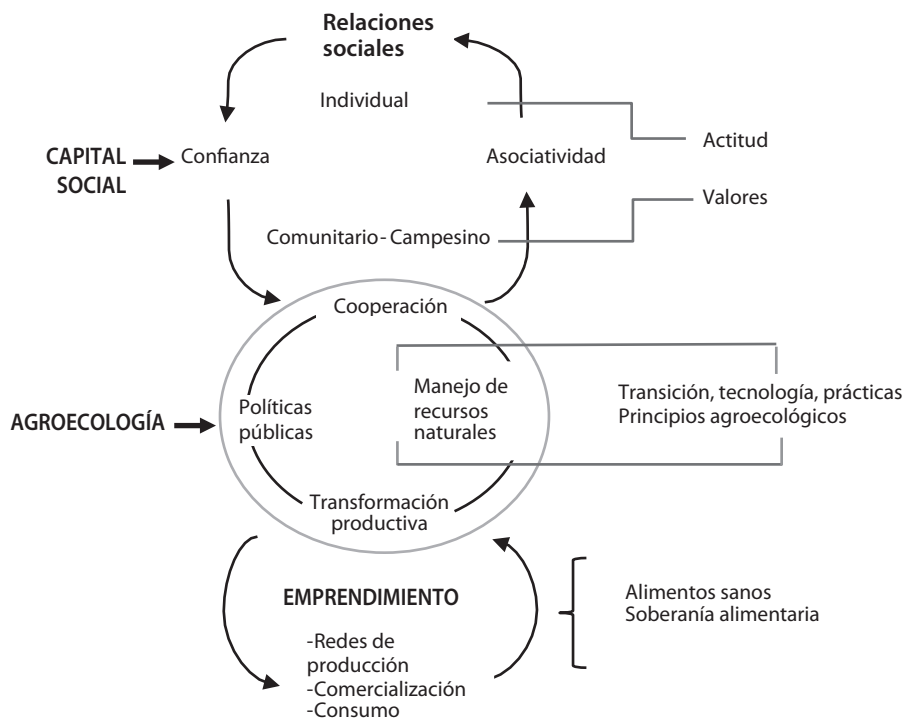 Relaciones
sociales
Individual
Actitud
CAPITAL
SOCIAL
Confianza
Asociatividad
Valores
Comunitario- Campesino
Cooperación
Manejo de
recursos
naturales
Transición, tecnología, prácticas
Principios agroecológicos
AGROECOLOGÍA
Políticas
públicas
Transformación
productiva
EMPRENDIMIENTO
-Redes de
producción
-Comercialización
-Consumo
Alimentos sanos
Soberanía alimentaria